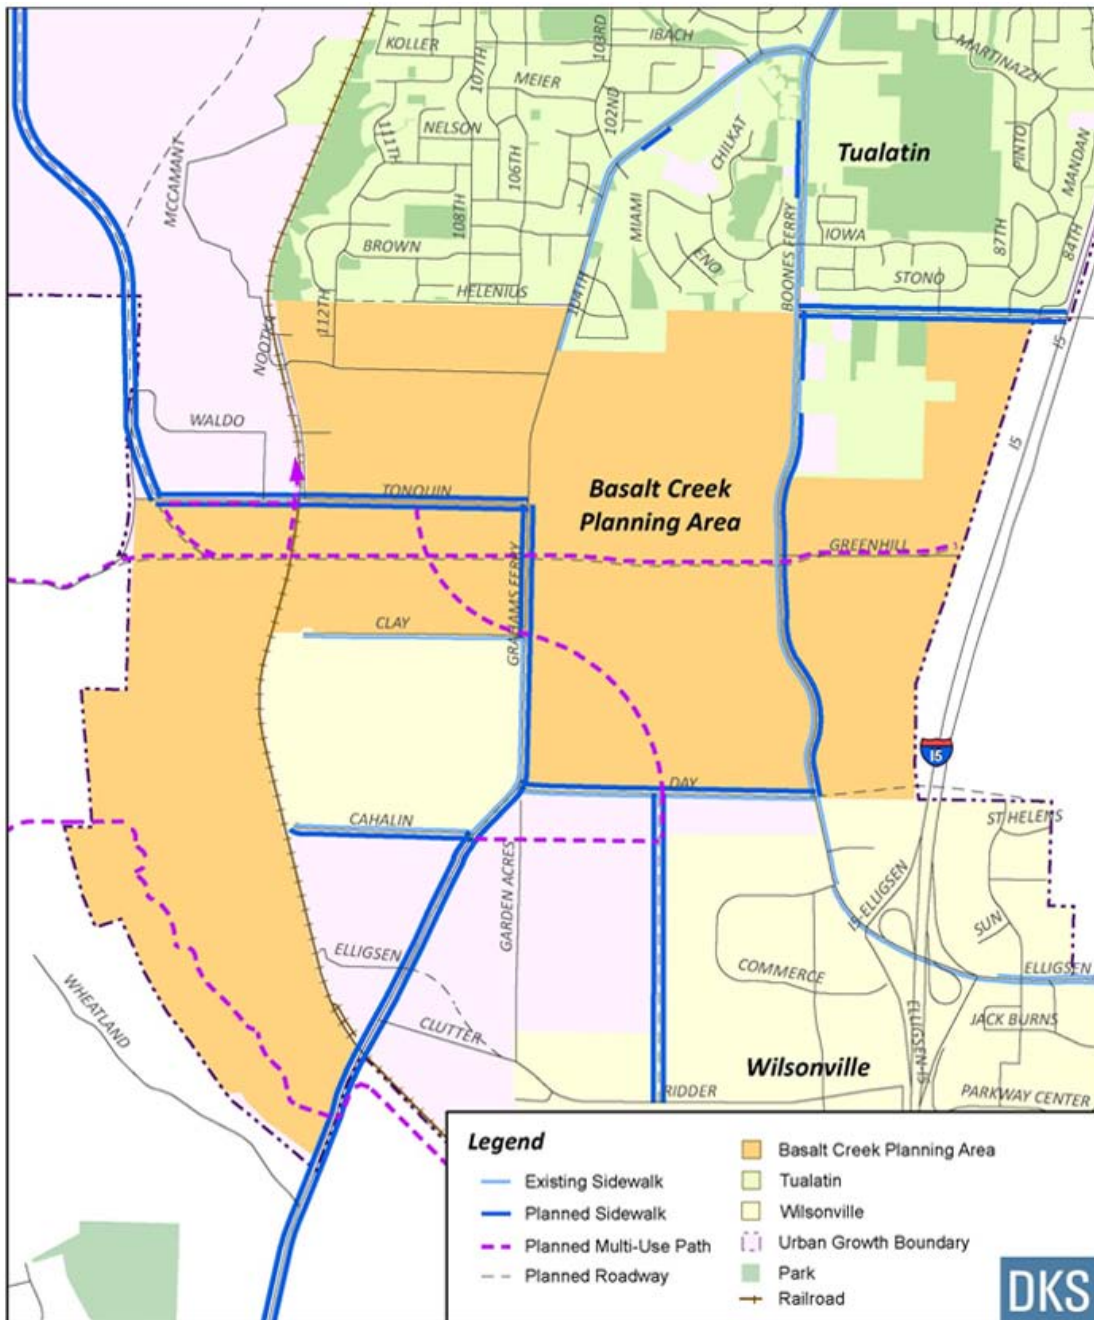 KOLLER
107TH
103RD
IBACH
MARTINAZZI
MEIER
102ND
NELSON
111TH
106TH
CHILKAT
PINTO
MANDAN
Tualatin
MCCAMANT
108TH
MIAMI
BOONES FERRY
87TH
84TH
BROWN
ENO
IOWA
STONO
HELENIUS
104TH
112TH
NOOTKA
I5
WALDO
I5
TONQUIN
Basalt Creek
Planning Area
GREENHILL
GRAHAMS FERRY
CLAY
15
DAY
CAHALIN
ST HELENS
GARDEN ACRES
I5-ELLIGSEN
SUN
ELLIGSEN
ELLIGSEN
COMMERCE
WHEATLAND
CLUTTER
ELLIGSEN-I5
JACK BURNS
Wilsonville
RIDDER
PARKWAY CENTER
Legend
Existing Sidewalk
Planned Sidewalk
Planned Multi-Use Path
Planned Roadway
Basalt Creek Planning Area
Tualatin
Wilsonville
Urban Growth Boundary
Park
Railroad
DKS